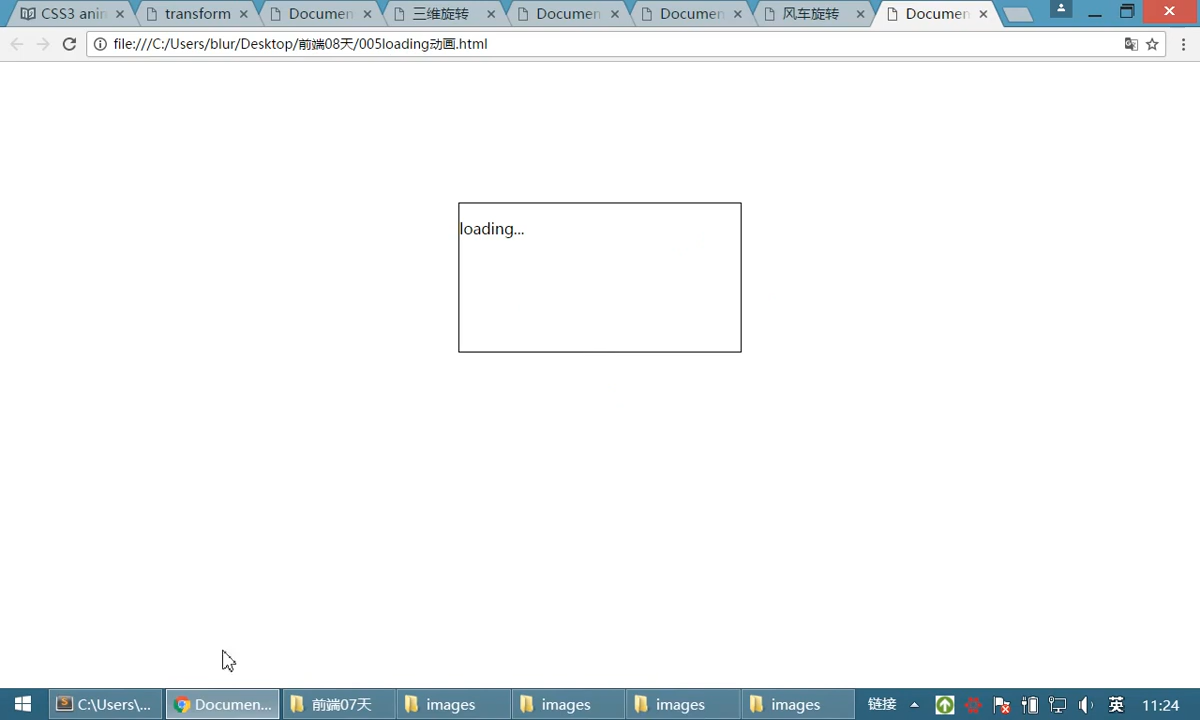 CSS3 anin
transform
Documen
三维旋转
Documen
Documen
风车旋转
Documen
file:///C:/Users/blur/Desktop/前端08天/005loading动画.html
loading...
C:\Users\...
Documen...
前端07天
images
images
images
images
链接
英
11:24